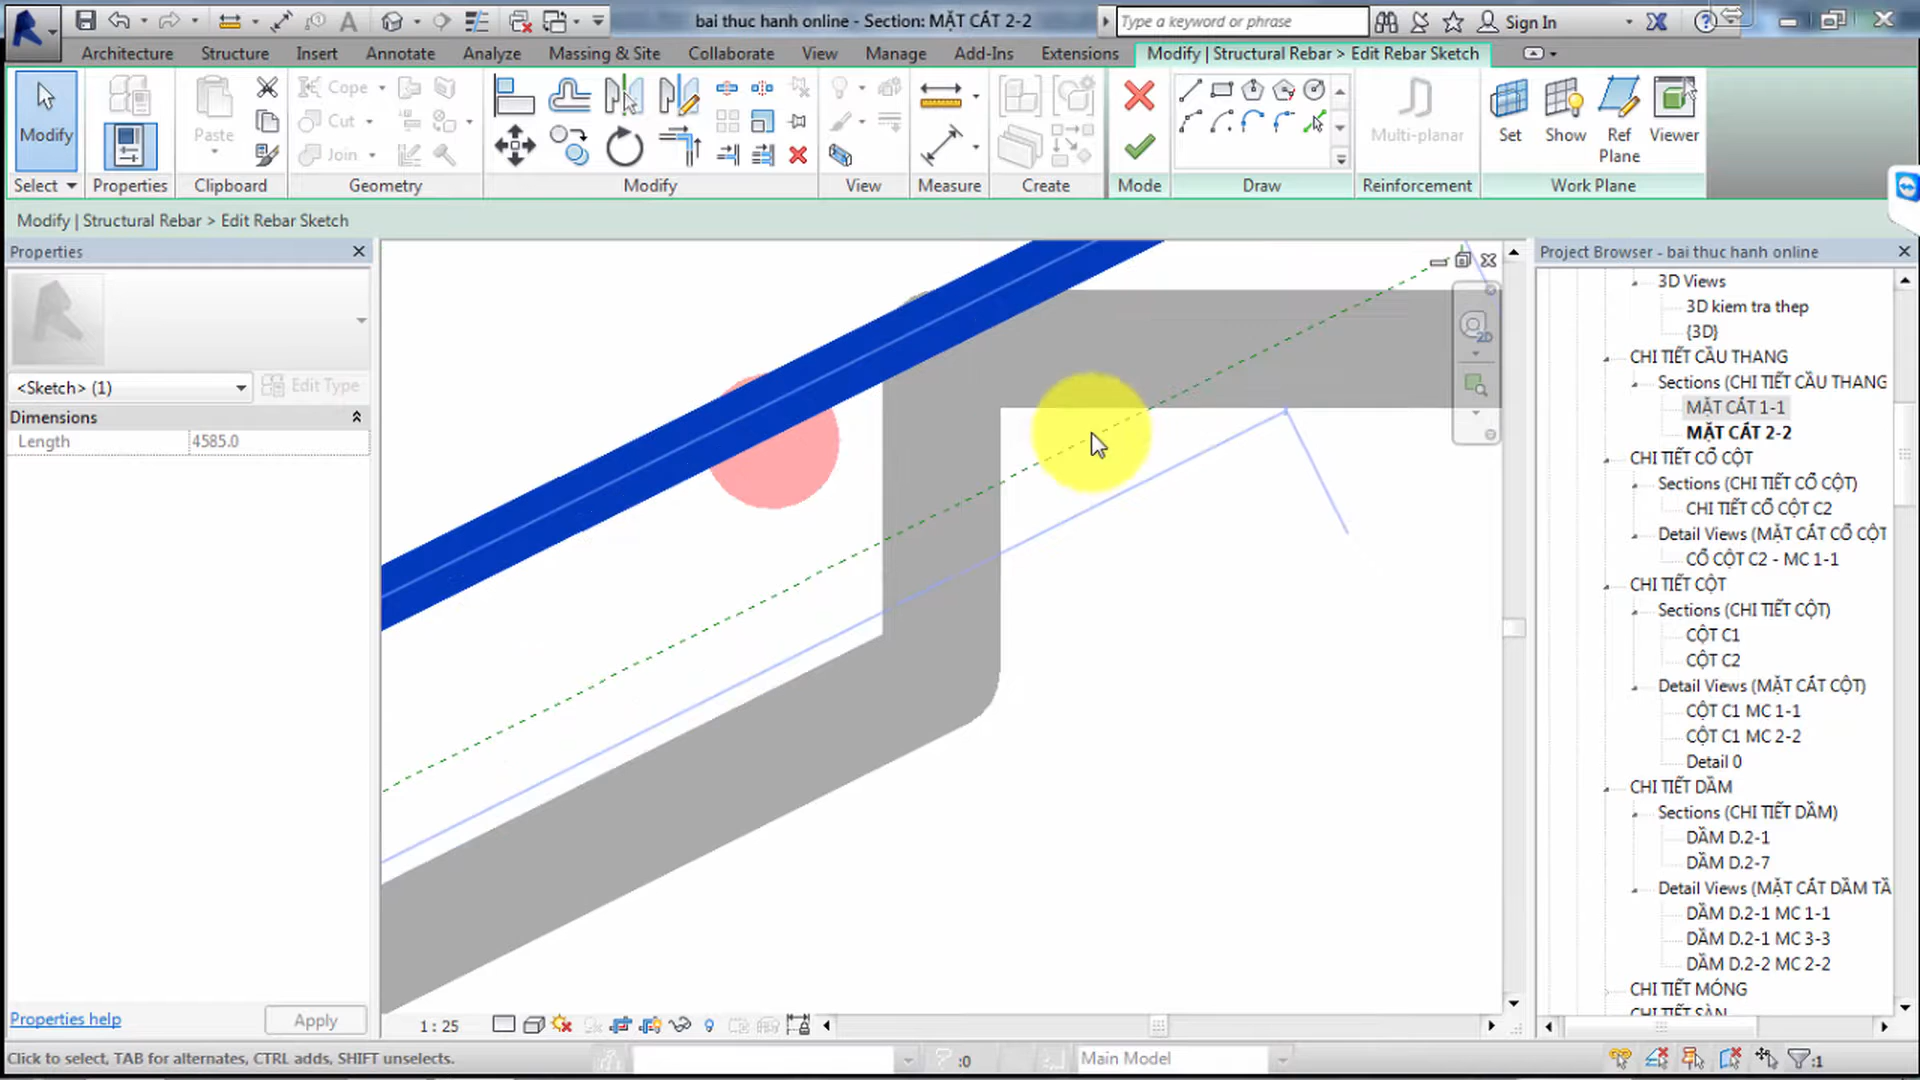 bai thuc hanh online - Section: MẶT CẮT 2-2
Type a keyword or phrase
Sign In
Architecture
Structure
Insert
Annotate
Analyze
Massing & Site
Collaborate
View
Manage
Add-Ins
Extensions
Modify | Structural Rebar > Edit Rebar Sketch
Modify
Paste
Cope
Cut
Join
Multi-planar
Set
Show
Ref
Plane
Viewer
Select
Properties
Clipboard
Geometry
Modify
View
Measure
Create
Mode
Draw
Reinforcement
Work Plane
Modify | Structural Rebar > Edit Rebar Sketch
Properties
<Sketch> (1)
Edit Type
Dimensions
Length
4585.0
Properties help
Apply
2D
Project Browser - bai thuc hanh online
3D Views
3D kiem tra thep
{3D}
CHI TIẾT CẦU THANG
Sections (CHI TIẾT CẦU THANG
MẶT CẮT 1-1
MẶT CẮT 2-2
CHI TIẾT CỔ CỘT
Sections (CHI TIẾT CỔ CỘT)
CHI TIẾT CỔ CỘT C2
Detail Views (MẶT CẮT CỔ CỘT
CỔ CỘT C2 - MC 1-1
CHI TIẾT CỘT
Sections (CHI TIẾT CỘT)
CỘT C1
CỘT C2
Detail Views (MẶT CẮT CỘT)
CỘT C1 MC 1-1
CỘT C1 MC 2-2
Detail 0
CHI TIẾT DẦM
Sections (CHI TIẾT DẦM)
DẦM D.2-1
DẦM D.2-7
Detail Views (MẶT CẮT DẦM TẦ
DẦM D.2-1 MC 1-1
DẦM D.2-1 MC 3-3
DẦM D.2-2 MC 2-2
CHI TIẾT MÓNG
CHI TIẾT SÀN
1 : 25
Click to select, TAB for alternates, CTRL adds, SHIFT unselects.
:0
Main Model
:1